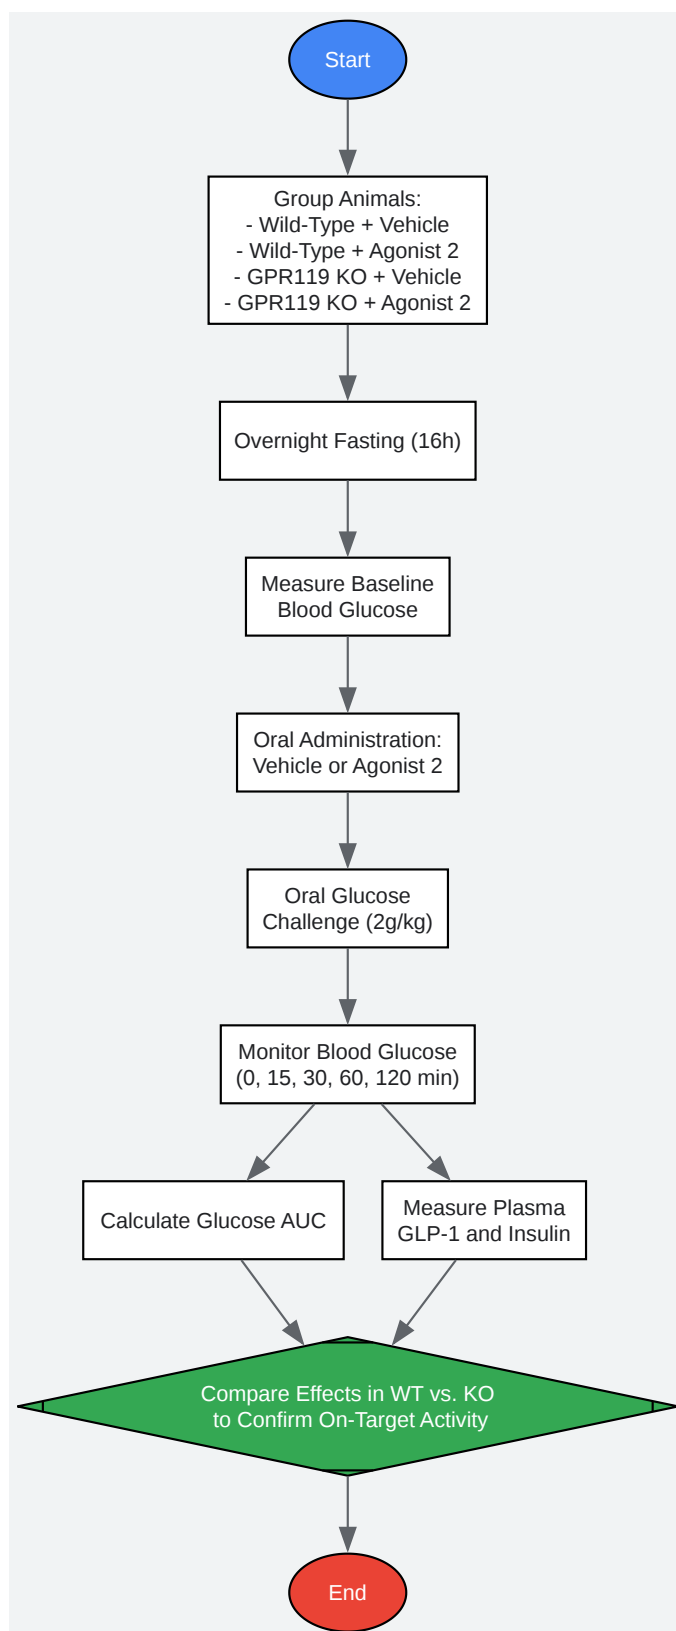 Start
Group Animals:
- Wild-Type + Vehicle
- Wild-Type + Agonist 2
- GPR119 KO + Vehicle
- GPR119 KO + Agonist 2
Overnight Fasting (16h)
Measure Baseline
Blood Glucose
Oral Administration:
Vehicle or Agonist 2
Oral Glucose
Challenge (2g/kg)
Monitor Blood Glucose
(0, 15, 30, 60, 120 min)
Calculate Glucose AUC
Measure Plasma
GLP-1 and Insulin
Compare Effects in WT vs. KO
to Confirm On-Target Activity
End